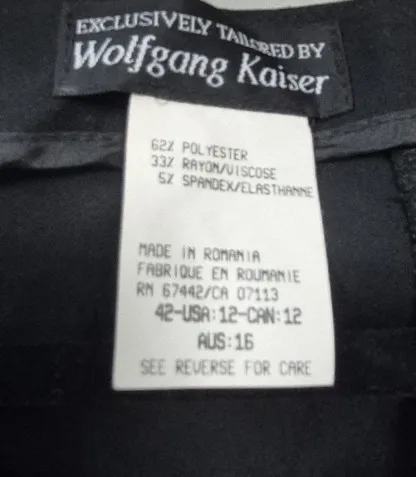 EXCLUSIVELY TAILORED BY
Wolfgang Kaiser
62% POLYESTER
33% RAYON/VISCOSE
5% SPANDEX/ELASTHANNE
MADE IN ROMANIA
FABRIQUE EN ROUMANIE
RN 67442/CA 07113
42-USA:12-CAN:12
AUS:16
SEE REVERSE FOR CARE